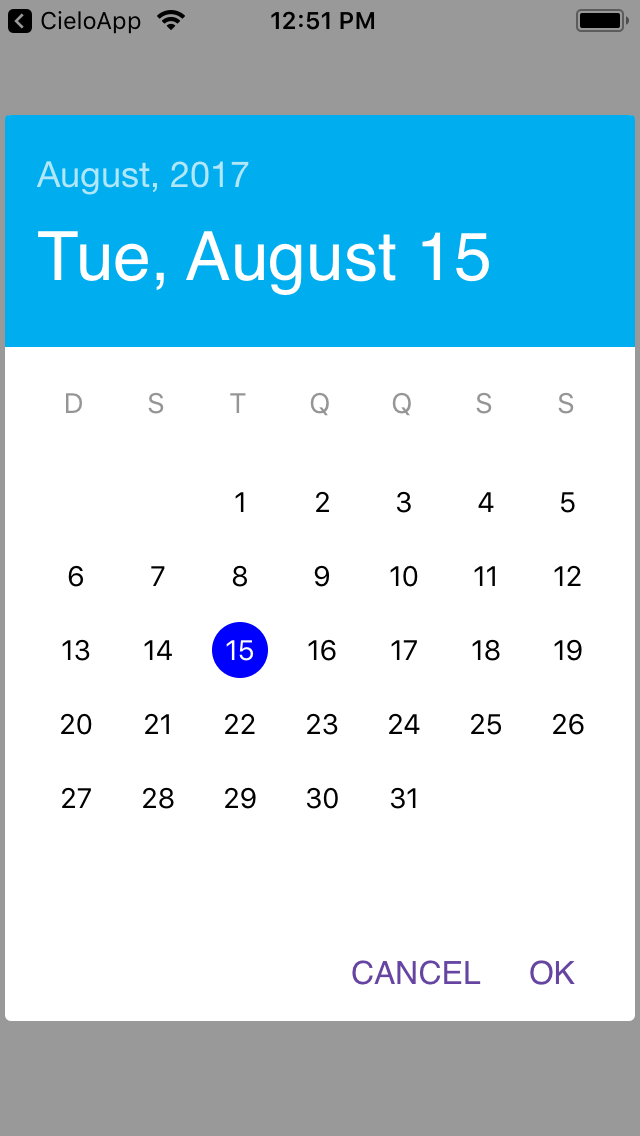 CieloApp 12:51 PM
August, 2017
Tue, August 15
D S T Q Q S S
1 2 3 4 5
6 7 8 9 10 11 12
13 14 15 16 17 18 19
20 21 22 23 24 25 26
27 28 29 30 31
CANCEL OK